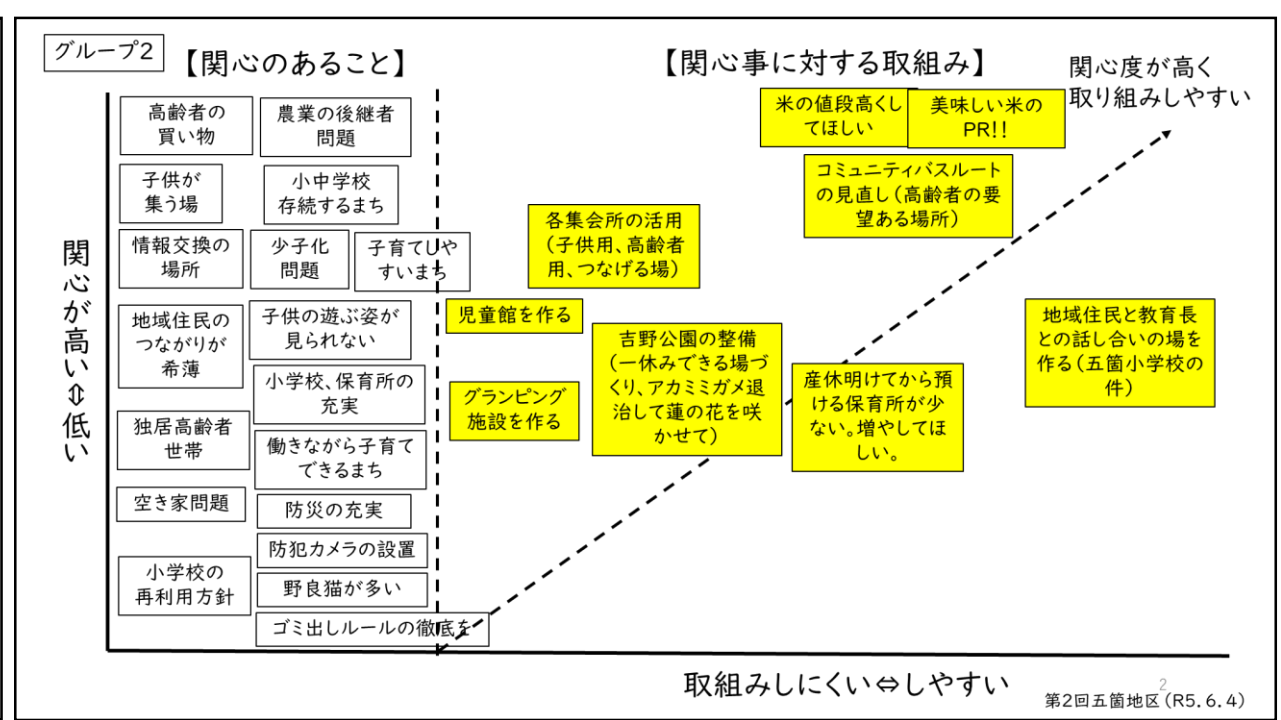 グループ2
【関心のあること】
【関心事に対する取組み】
関心度が高く
取り組みしやすい
高齢者の
買い物
農業の後継者
問題
子供が
集う場
小中学校
存続するまち
情報交換の
場所
少子化
問題
子育てしや
すいまち
地域住民の
つながりが
希薄
子供の遊ぶ姿が
見られない
小学校、保育所の
充実
独居高齢者
世帯
働きながら子育て
できるまち
空き家問題
防災の充実
防犯カメラの設置
小学校の
再利用方針
野良猫が多い
ゴミ出しルールの徹底を
米の値段高くし
てほしい
美味しい米の
PR!!
コミュニティバスルート
の見直し(高齢者の要
望ある場所)
各集会所の活用
(子供用、高齢者
用、つなげる場)
児童館を作る
グランピング
施設を作る
吉野公園の整備
(一休みできる場づ
くり、アカミミガメ退
治して蓮の花を咲
かせて)
産休明けてから預
ける保育所が少
ない。増やしてほ
しい。
地域住民と教育長
との話し合いの場を
作る(五箇小学校の
件)
関心が高い⇕低い
取組みしにくい⇔しやすい
2
第2回五箇地区(R5.6.4)